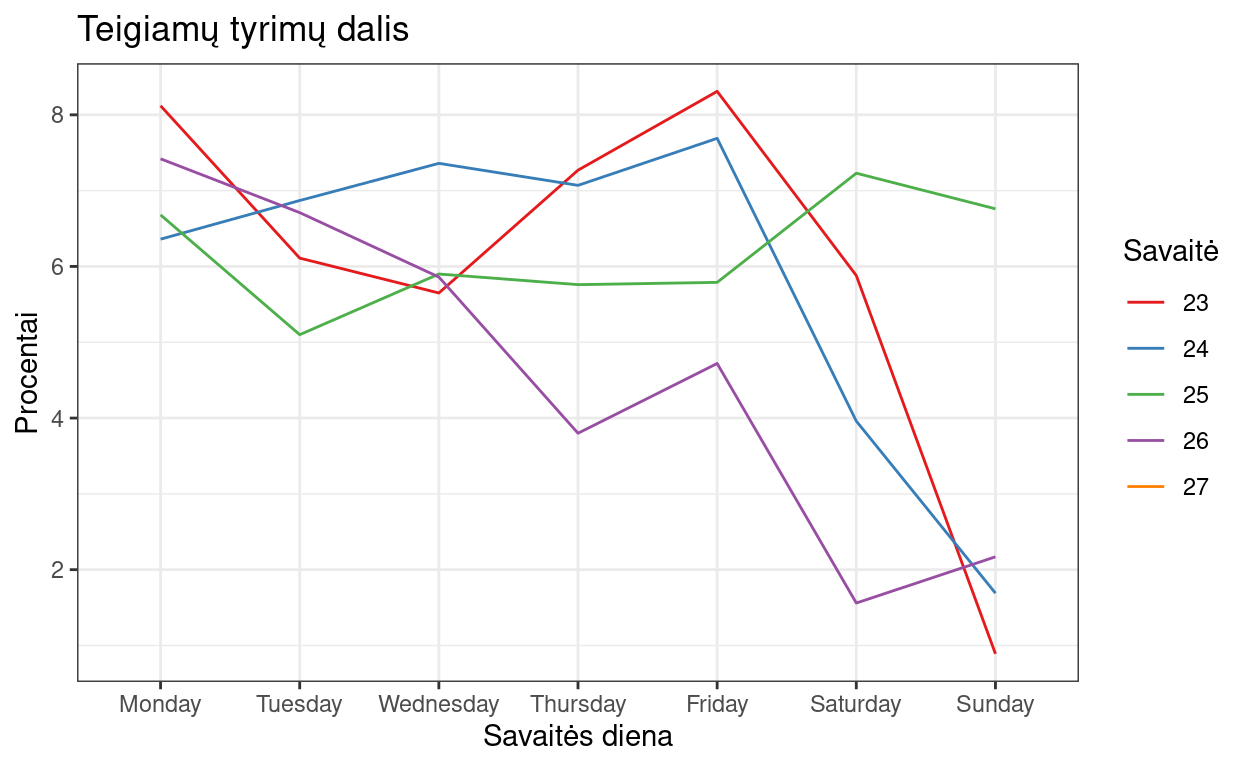 Teigiamų tyrimų dalis
Procentai
8
6
4
2
Monday Tuesday Wednesday Thursday Friday Saturday Sunday
Savaitės diena
Savaitė
23
24
25
26
27